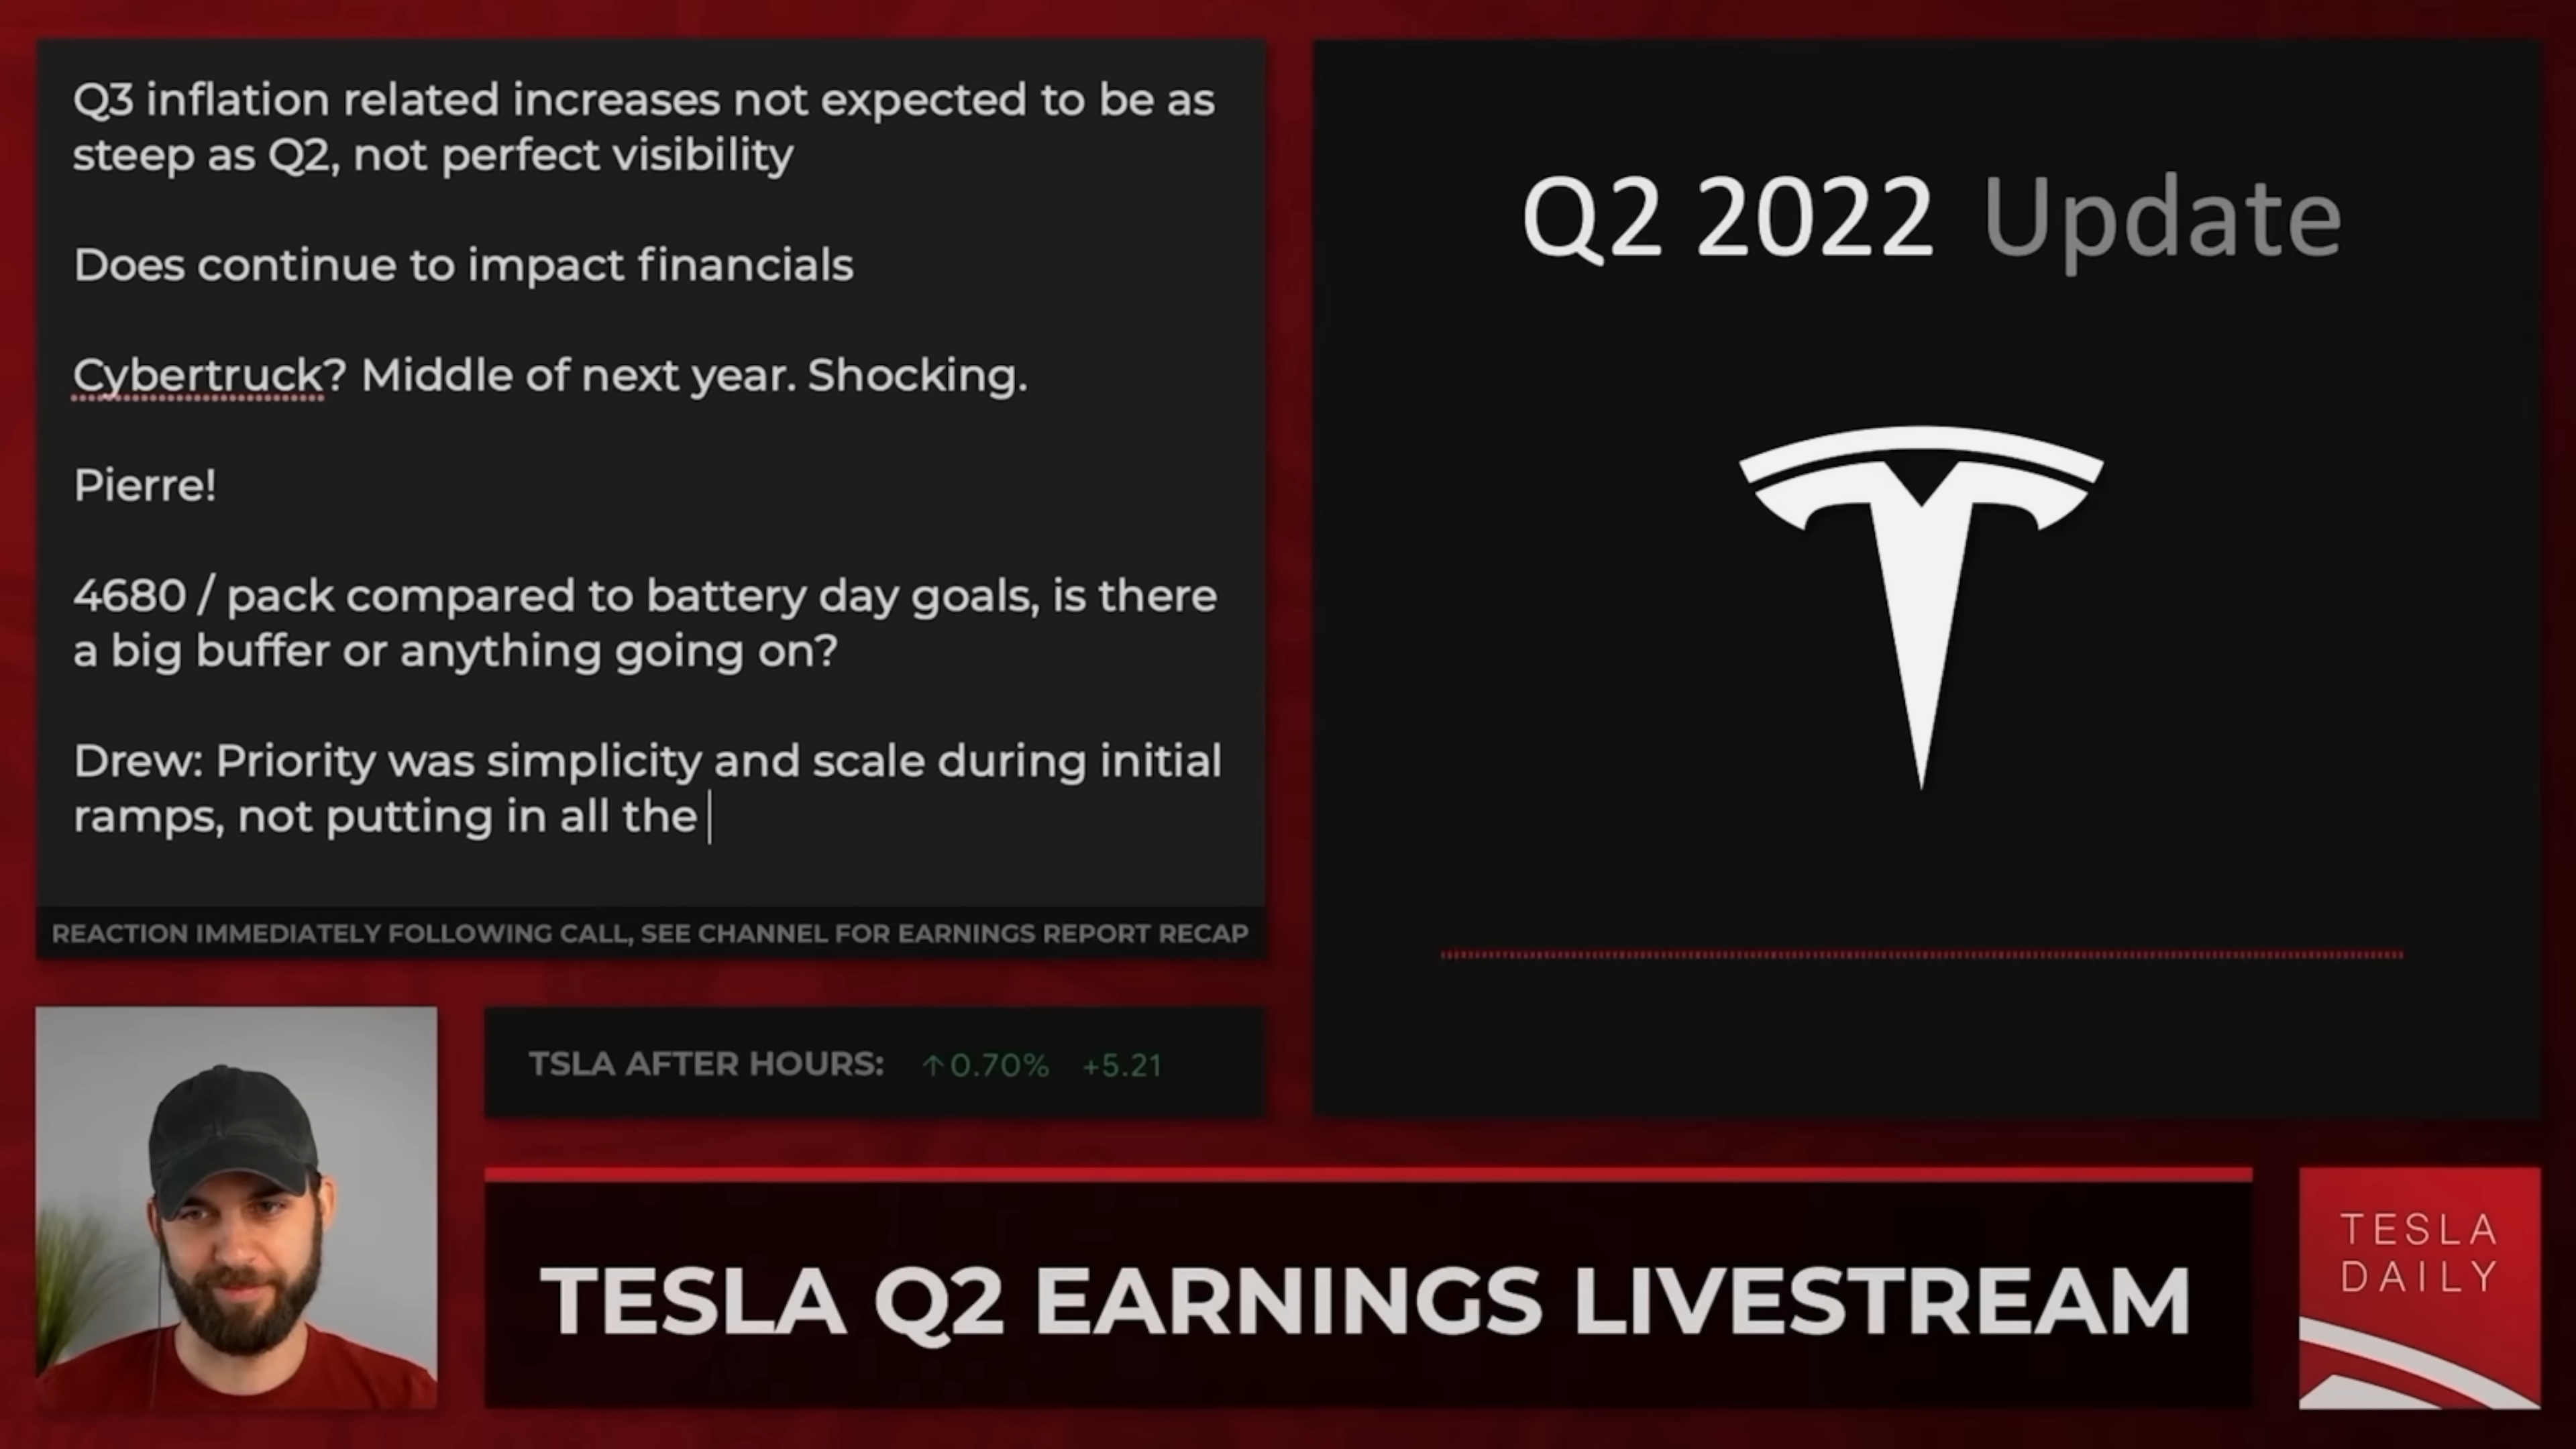 Q3 inflation related increases not expected to be as
steep as Q2, not perfect visibility
Does continue to impact financials
Cybertruck? Middle of next year. Shocking.
Pierre!
4680 / pack compared to battery day goals, is there
a big buffer or anything going on?
Drew: Priority was simplicity and scale during initial
ramps, not putting in all the
REACTION IMMEDIATELY FOLLOWING CALL, SEE CHANNEL FOR EARNINGS REPORT RECAP
Q2 2022 Update
TSLA AFTER HOURS: ↑0.70% +5.21
TESLA Q2 EARNINGS LIVESTREAM
TESLA
DAILY